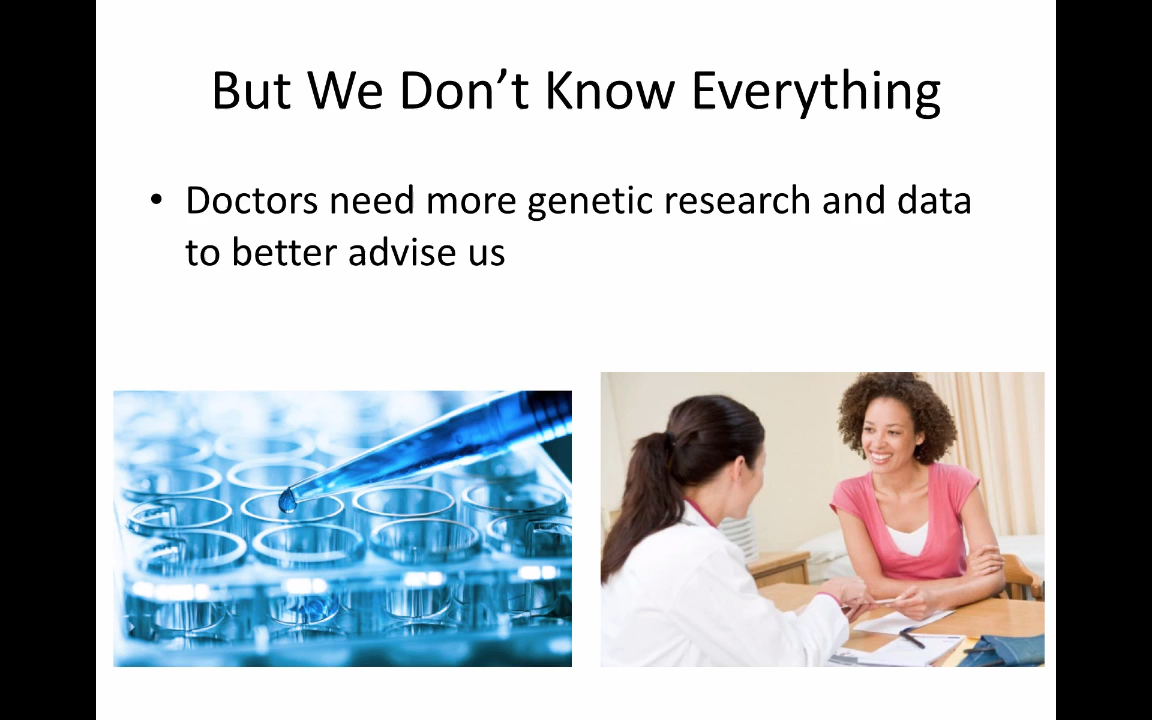 But We Don’t Know Everything
• Doctors need more genetic research and data
to better advise us